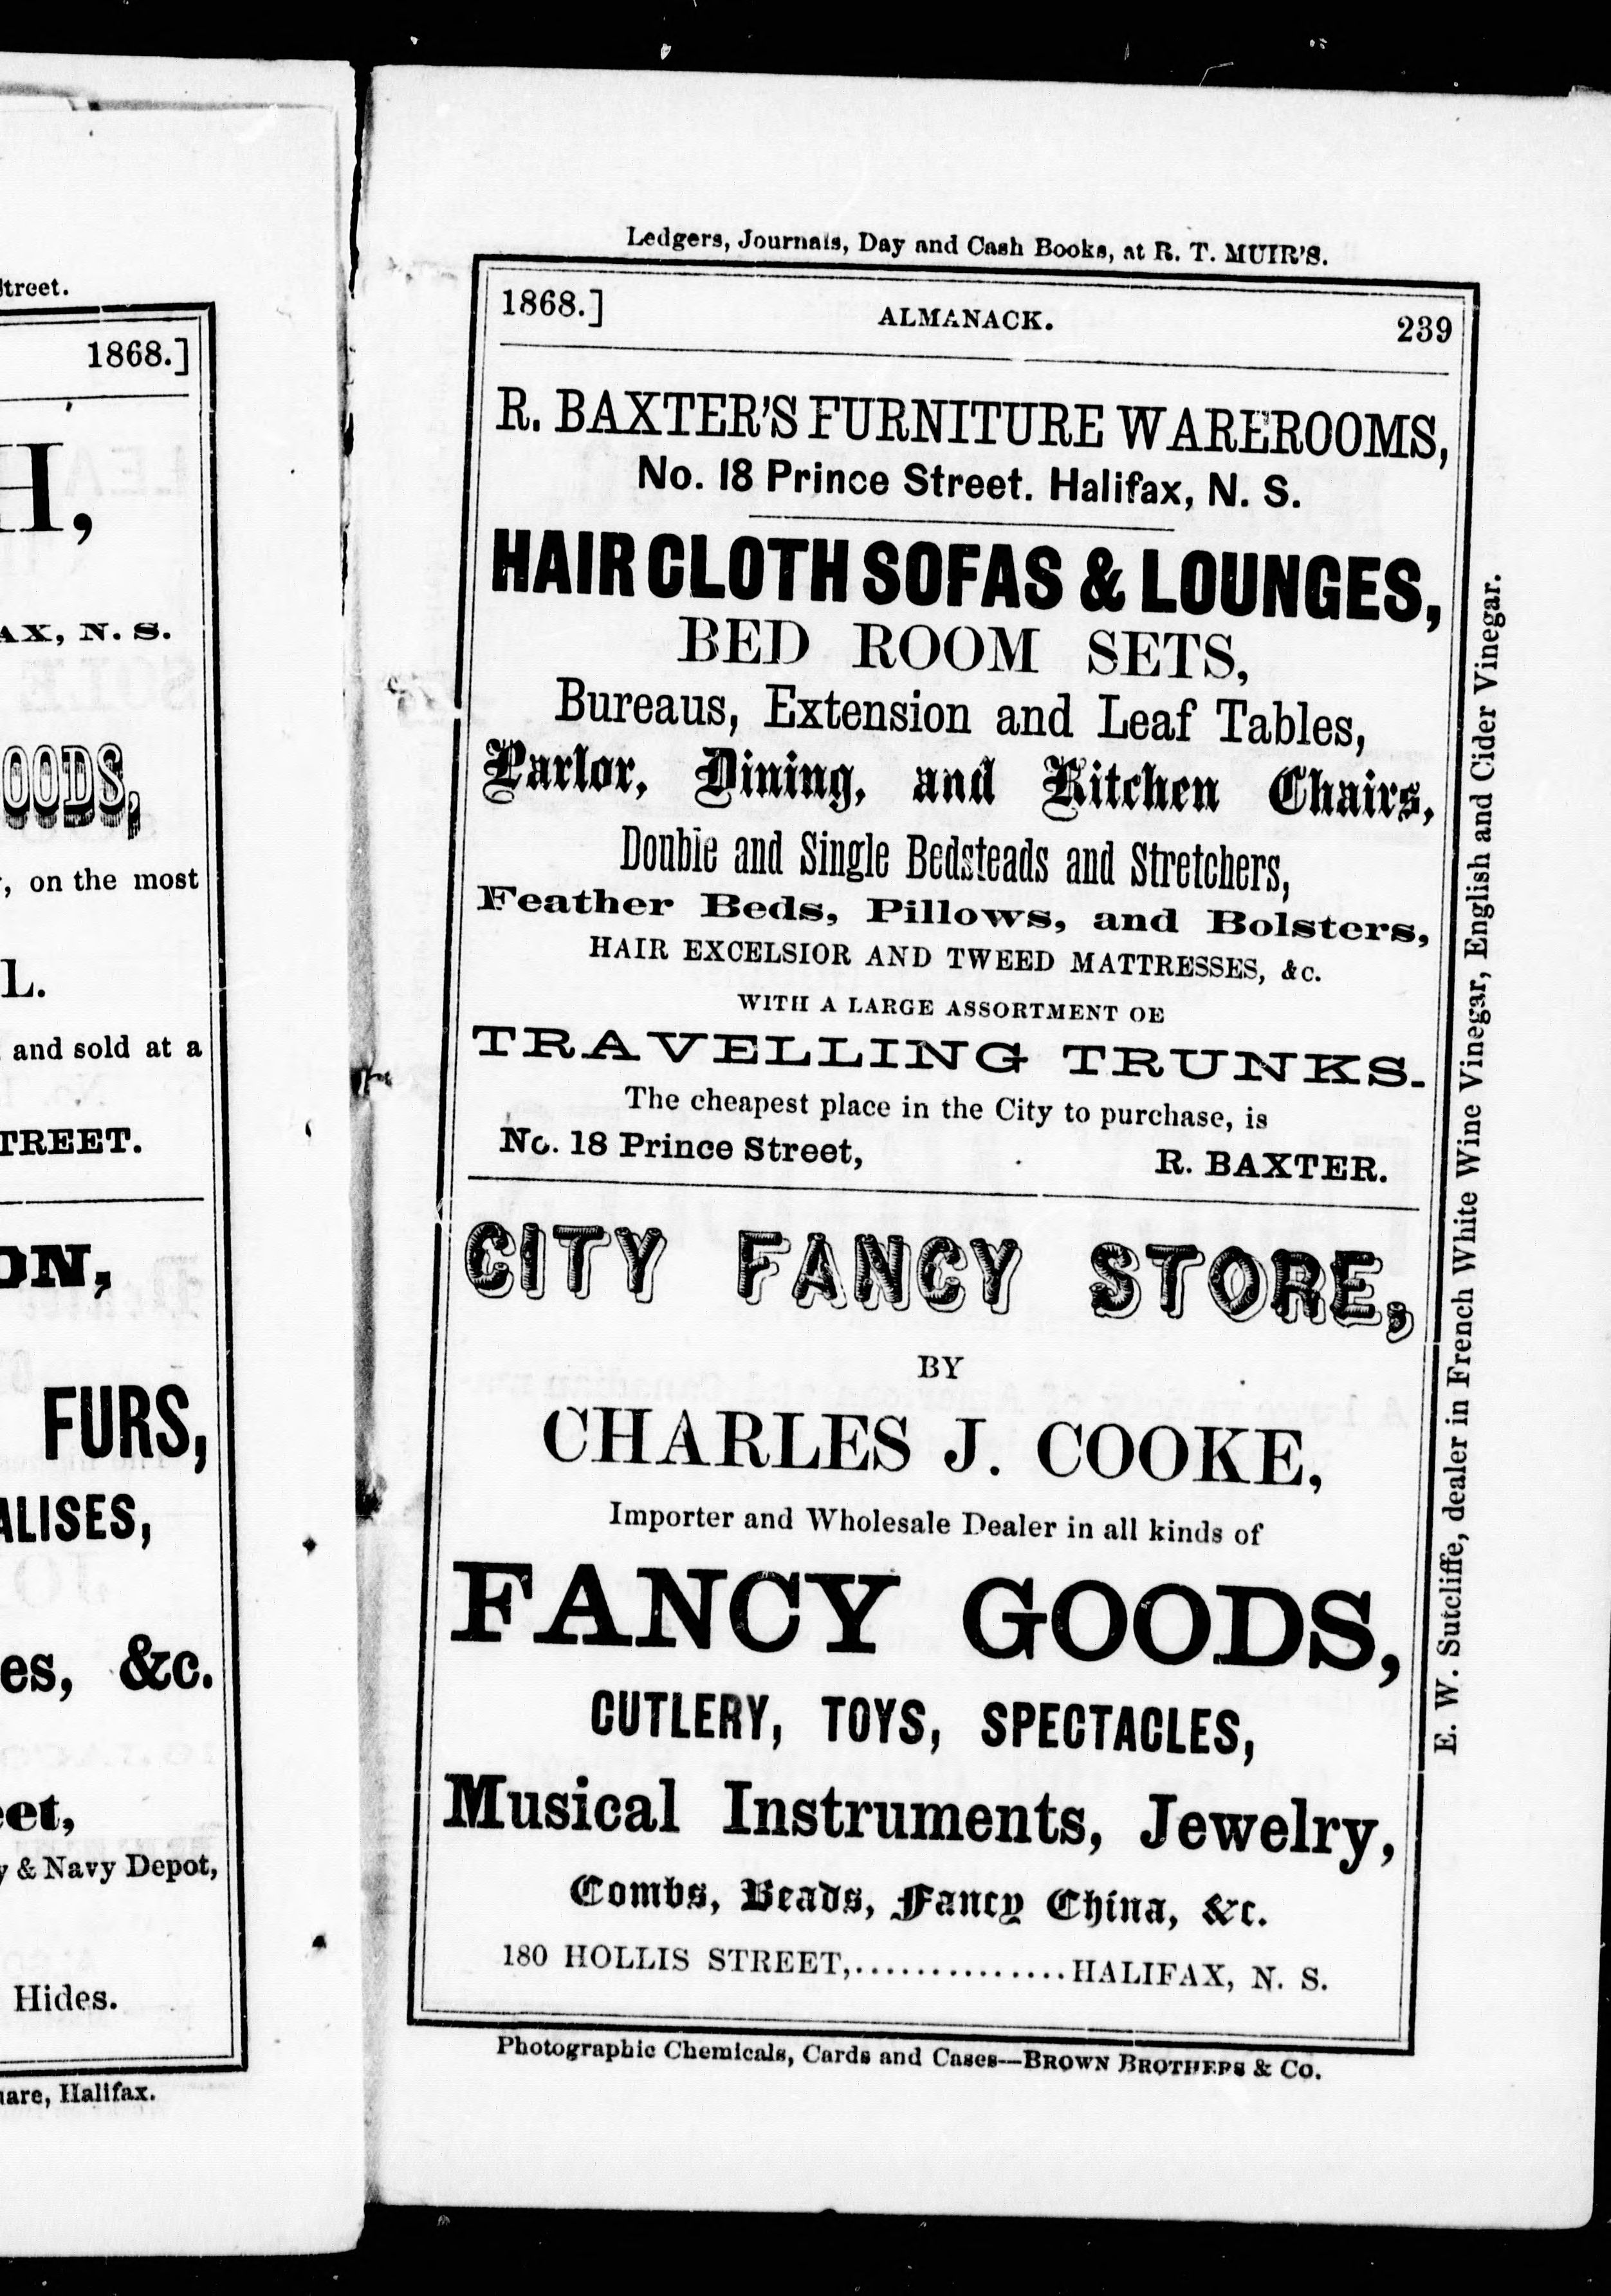 Street.
1868.]
H,
AX, N. S.
OODS,
, on the most
L.
and sold at a
TREET.
ON,
FURS,
ALISES,
es, &c.
et,
y & Navy Depot,
Hides.
uare, Halifax.
Ledgers, Journals, Day and Cash Books, at R. T. MUIR'S.
1868.] ALMANACK. 239
R. BAXTER'S FURNITURE WAREROOMS,
No. 18 Prince Street. Halifax, N. S.
HAIR CLOTH SOFAS & LOUNGES,
BED ROOM SETS,
Bureaus, Extension and Leaf Tables,
Parlor, Dining, and Kitchen Chairs,
Double and Single Bedsteads and Stretchers,
Feather Beds, Pillows, and Bolsters,
HAIR EXCELSIOR AND TWEED MATTRESSES, &c.
WITH A LARGE ASSORTMENT OE
TRAVELLING TRUNKS.
The cheapest place in the City to purchase, is
No. 18 Prince Street, R. BAXTER.
CITY FANCY STORE,
BY
CHARLES J. COOKE,
Importer and Wholesale Dealer in all kinds of
FANCY GOODS,
CUTLERY, TOYS, SPECTACLES,
Musical Instruments, Jewelry,
Combs, Beads, Fancy China, &c.
180 HOLLIS STREET,..............HALIFAX, N. S.
Photographic Chemicals, Cards and Cases—BROWN BROTHERS & Co.
E. W. Sutcliffe, dealer in French White Wine Vinegar, English and Cider Vinegar.